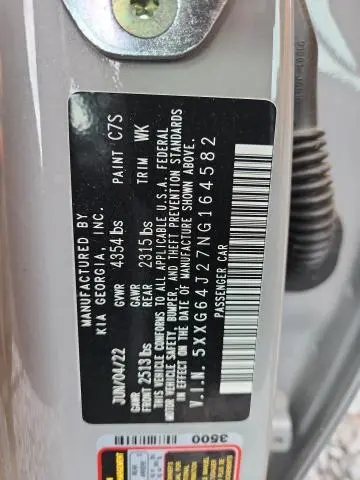 MANUFACTURED BY
KIA GEORGIA, INC.
PAINT C7S
JUN/04/22 GVWR 4354 lbs
TRIM WK
GAWR FRONT 2513 lbs GAWR REAR 2315 lbs
THIS VEHICLE CONFORMS TO ALL APPLICABLE U.S.A. FEDERAL
MOTOR VEHICLE SAFETY, BUMPER, AND THEFT PREVENTION STANDARDS
IN EFFECT ON THE DATE OF MANUFACTURE SHOWN ABOVE.
V.I.N. 5XXG64J27NG164582
PASSENGER CAR
3500